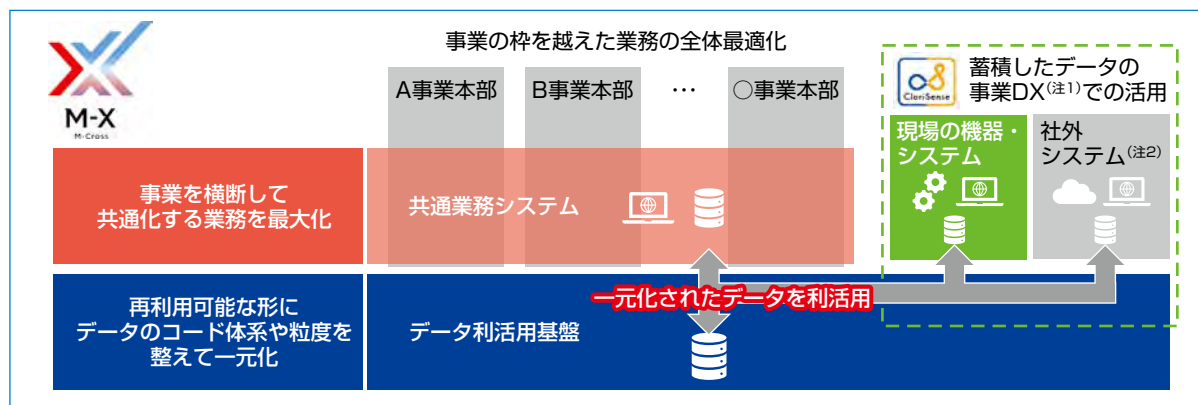 M-X
M-Cross
事業の枠を越えた業務の全体最適化
A事業本部
B事業本部
…
○事業本部
ClariSense
蓄積したデータの
事業DX(注1)での活用
現場の機器・
システム
社外
システム(注2)
事業を横断して
共通化する業務を最大化
共通業務システム
一元化されたデータを利活用
再利用可能な形に
データのコード体系や粒度を
整えて一元化
データ利活用基盤